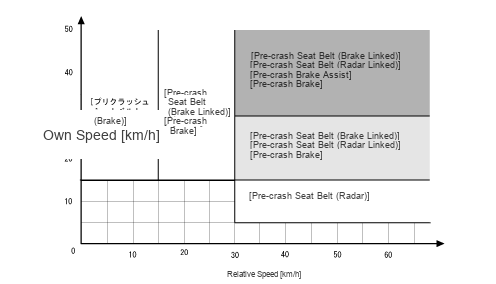 50
[Pre-crash Seat Belt (Brake Linked)]
[Pre-crash Seat Belt (Radar Linked)]
[Pre-crash Brake Assist]
[Pre-crash Brake]
40
[Pre-crash
Seat Belt
(Brake Linked)]
[Pre-crash
Brake]
[プリクラッシュ
(Brake)]
Own Speed [km/h]
[Pre-crash Seat Belt (Brake Linked)]
[Pre-crash Seat Belt (Radar Linked)]
[Pre-crash Brake]
20
10
[Pre-crash Seat Belt (Radar)]
0
10
20
30
40
50
60
Relative Speed [km/h]